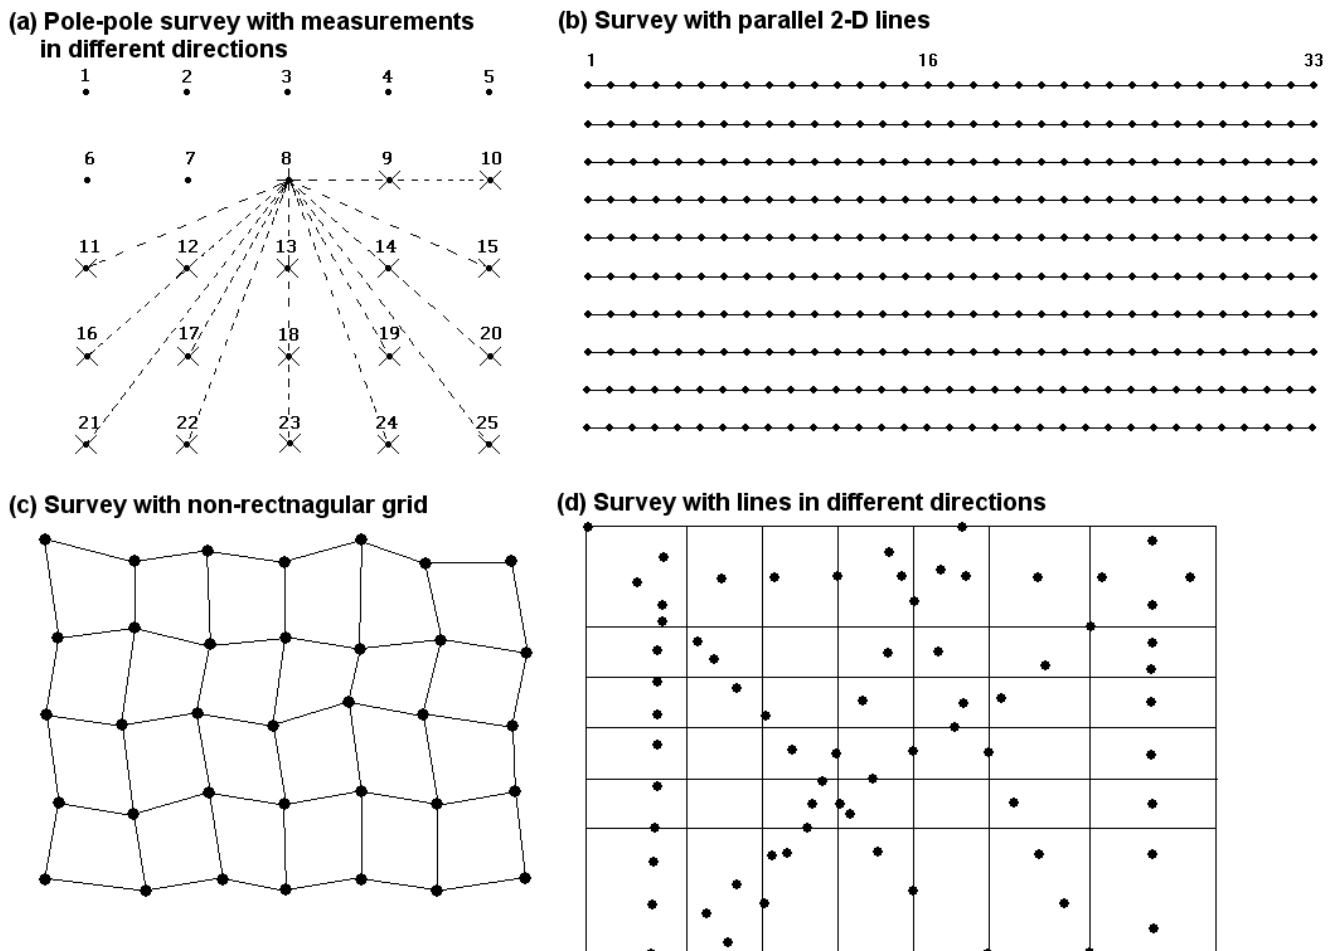 (a) Pole-pole survey with measurements
in different directions
1 2 3 4 5
6 7 8 9 10
11 12 13 14 15
16 17 18 19 20
21 22 23 24 25
(b) Survey with parallel 2-D lines
1 16 33
(c) Survey with non-rectnagular grid
(d) Survey with lines in different directions